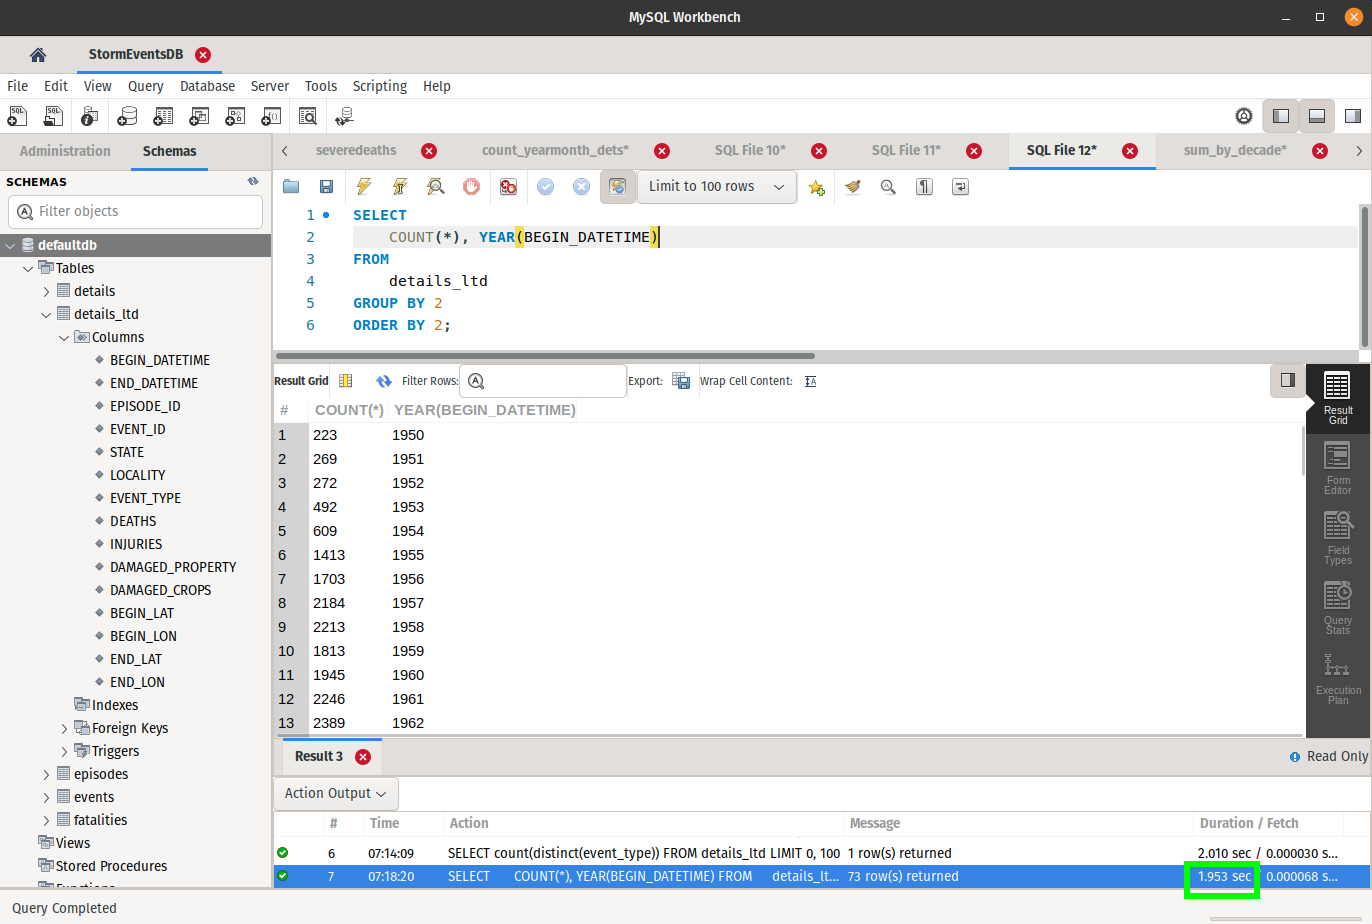 MySQL Workbench
StormEventsDB
File Edit View Query Database Server Tools Scripting Help
Administration Schemas
severedeaths count_yearmonth_dets* SQL File 10* SQL File 11* SQL File 12* sum_by_decade*
SCHEMAS
Filter objects
defaultdb
Tables
details
details_ltd
Columns
BEGIN_DATETIME
END_DATETIME
EPISODE_ID
EVENT_ID
STATE
LOCALITY
EVENT_TYPE
DEATHS
INJURIES
DAMAGED_PROPERTY
DAMAGED_CROPS
BEGIN_LAT
BEGIN_LON
END_LAT
END_LON
Indexes
Foreign Keys
Triggers
episodes
events
fatalities
Views
Stored Procedures
Limit to 100 rows
1 SELECT
2 COUNT(*), YEAR(BEGIN_DATETIME)
3 FROM
4 details_ltd
5 GROUP BY 2
6 ORDER BY 2;
Result Grid Filter Rows: Export: Wrap Cell Content:
# COUNT(*) YEAR(BEGIN_DATETIME)
1 223 1950
2 269 1951
3 272 1952
4 492 1953
5 609 1954
6 1413 1955
7 1703 1956
8 2184 1957
9 2213 1958
10 1813 1959
11 1945 1960
12 2246 1961
13 2389 1962
Result
Grid
Form
Editor
Field
Types
Query
Stats
Execution
Plan
Result 3 Read Only
Action Output
# Time Action Message Duration / Fetch
6 07:14:09 SELECT count(distinct(event_type)) FROM details_ltd LIMIT 0, 100 1 row(s) returned 2.010 sec / 0.000030 s...
7 07:18:20 SELECT COUNT(*), YEAR(BEGIN_DATETIME) FROM details_lt... 73 row(s) returned 1.953 sec / 0.000068 s...
Query Completed